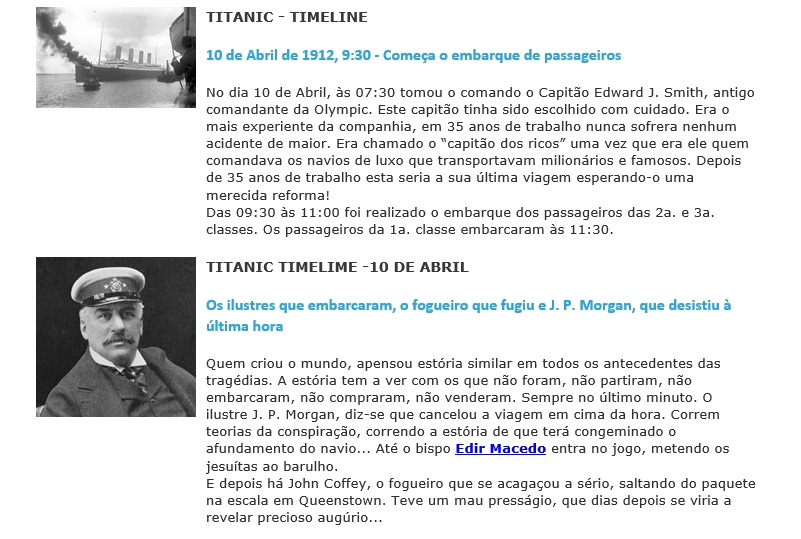 TITANIC - TIMELINE
10 de Abril de 1912, 9:30 - Começa o embarque de passageiros
No dia 10 de Abril, às 07:30 tomou o comando o Capitão Edward J. Smith, antigo
comandante da Olympic. Este capitão tinha sido escolhido com cuidado. Era o
mais experiente da companhia, em 35 anos de trabalho nunca sofrera nenhum
acidente de maior. Era chamado o “capitão dos ricos” uma vez que era ele quem
comandava os navios de luxo que transportavam milionários e famosos. Depois
de 35 anos de trabalho esta seria a sua última viagem esperando-o uma
merecida reforma!
Das 09:30 às 11:00 foi realizado o embarque dos passageiros das 2a. e 3a.
classes. Os passageiros da 1a. classe embarcaram às 11:30.
TITANIC TIMELIME -10 DE ABRIL
Os ilustres que embarcaram, o fogueiro que fugiu e J. P. Morgan, que desistiu à
última hora
Quem criou o mundo, apensou estória similar em todos os antecedentes das
tragédias. A estória tem a ver com os que não foram, não partiram, não
embarcaram, não compraram, não venderam. Sempre no último minuto. O
ilustre J. P. Morgan, diz-se que cancelou a viagem em cima da hora. Correm
teorias da conspiração, correndo a estória de que terá congeminado o
afundamento do navio... Até o bispo Edir Macedo entra no jogo, metendo os
jesuítas ao barulho.
E depois há John Coffey, o fogueiro que se acagaçou a sério, saltando do paquete
na escala em Queenstown. Teve um mau presságio, que dias depois se viria a
revelar precioso augúrio...